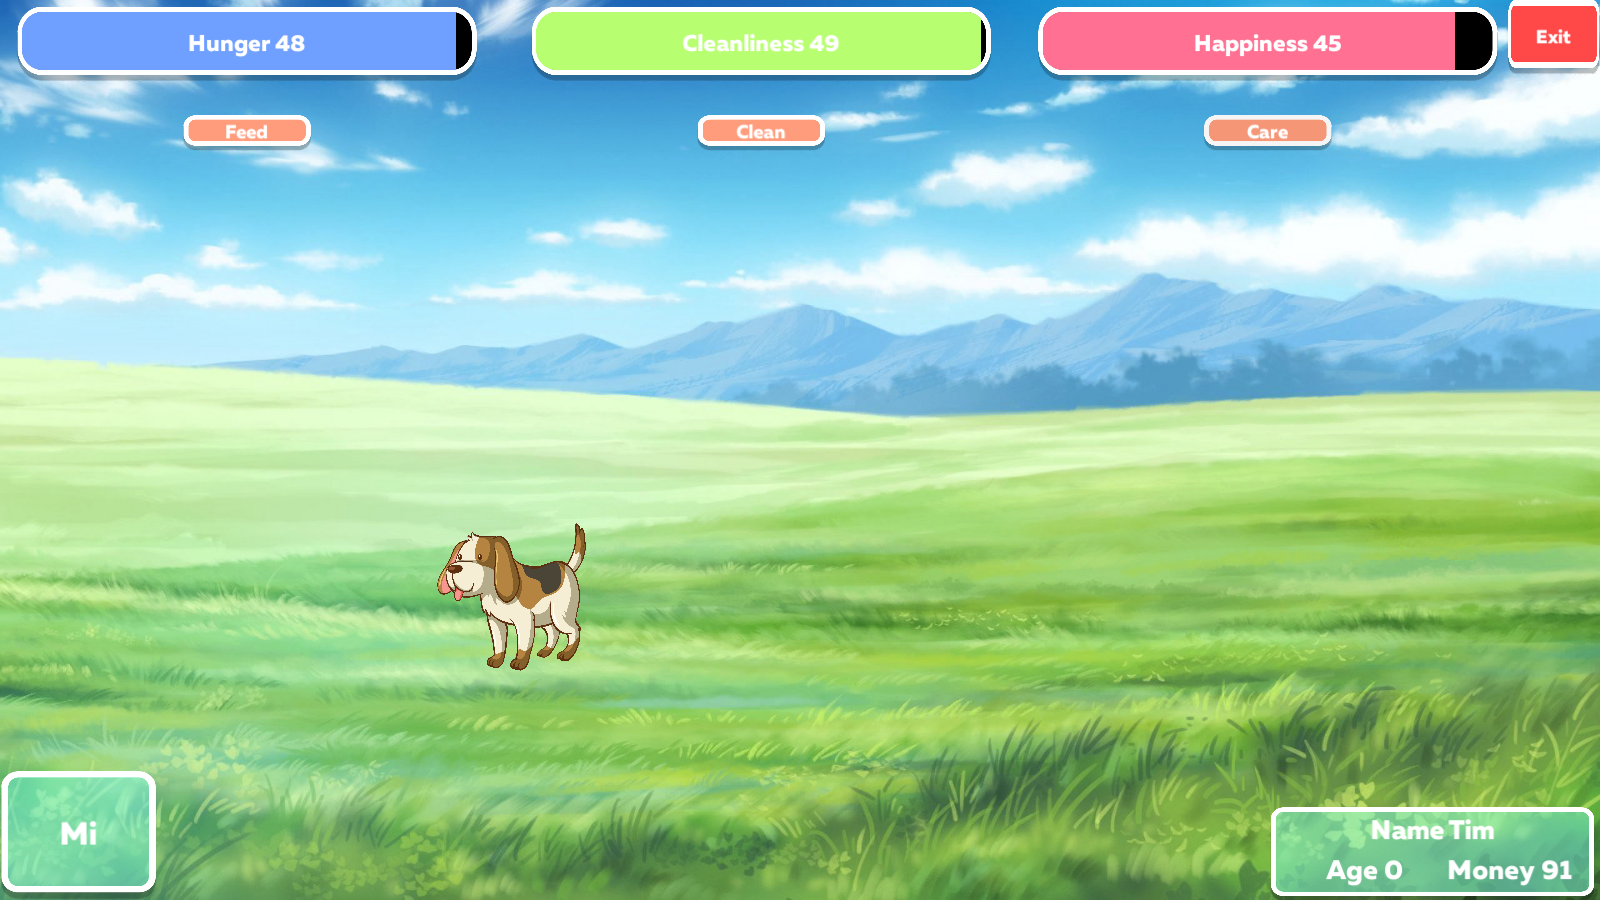 Hunger 48
Cleanliness 49
Happiness 45
Exit
Feed
Clean
Care
Mi
Name Tim
Age 0 Money 91